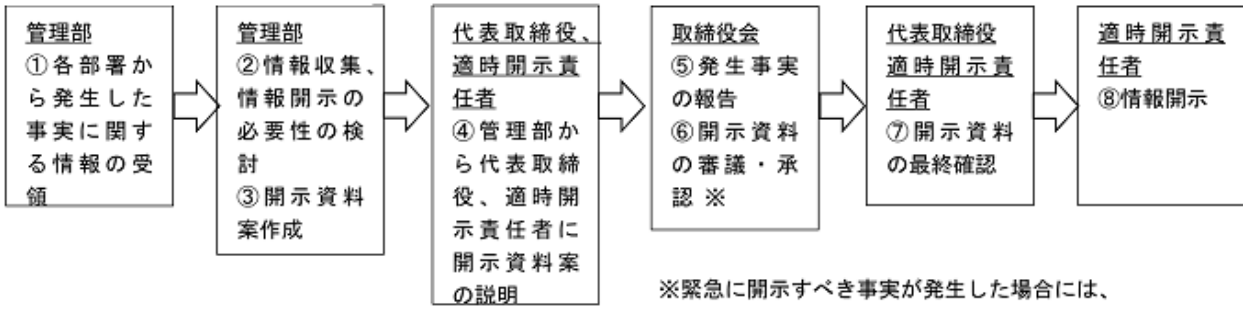 管理部
①各部署か
ら発生した
事実に関す
る情報の受
領
管理部
②情報収集、
情報開示の
必要性の検
討
③開示資料
案作成
代表取締役、
適時開示責
任者
④管理部か
ら代表取締
役、適時開
示責任者に
開示資料案
の説明
取締役会
⑤発生事実
の報告
⑥開示資料
の審議・承
認 ※
代表取締役
適時開示責
任者
⑦開示資料
の最終確認
適時開示責
任者
⑧情報開示
※緊急に開示すべき事実が発生した場合には、